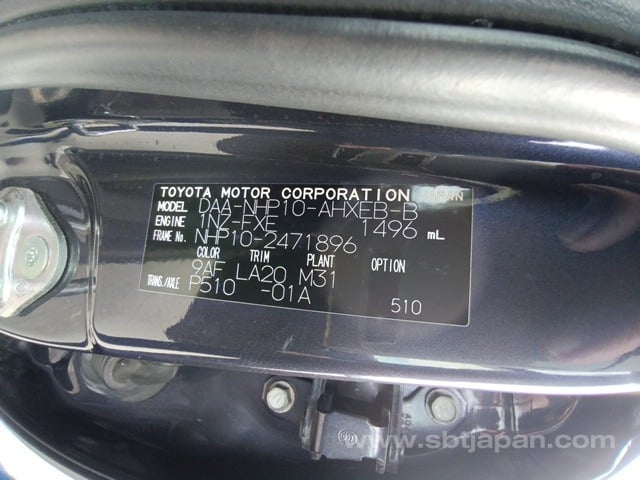 TOYOTA MOTOR CORPORATION JAPAN
MODEL DAA-NHP10-AHXEB-B
ENGINE 1NZ-FXE 1496 mL
FRAME No. NHP10-2471896
COLOR TRIM PLANT OPTION
9AF LA20 M31
TRANS./AXLE P510 -01A 510
www.sbtjapan.com